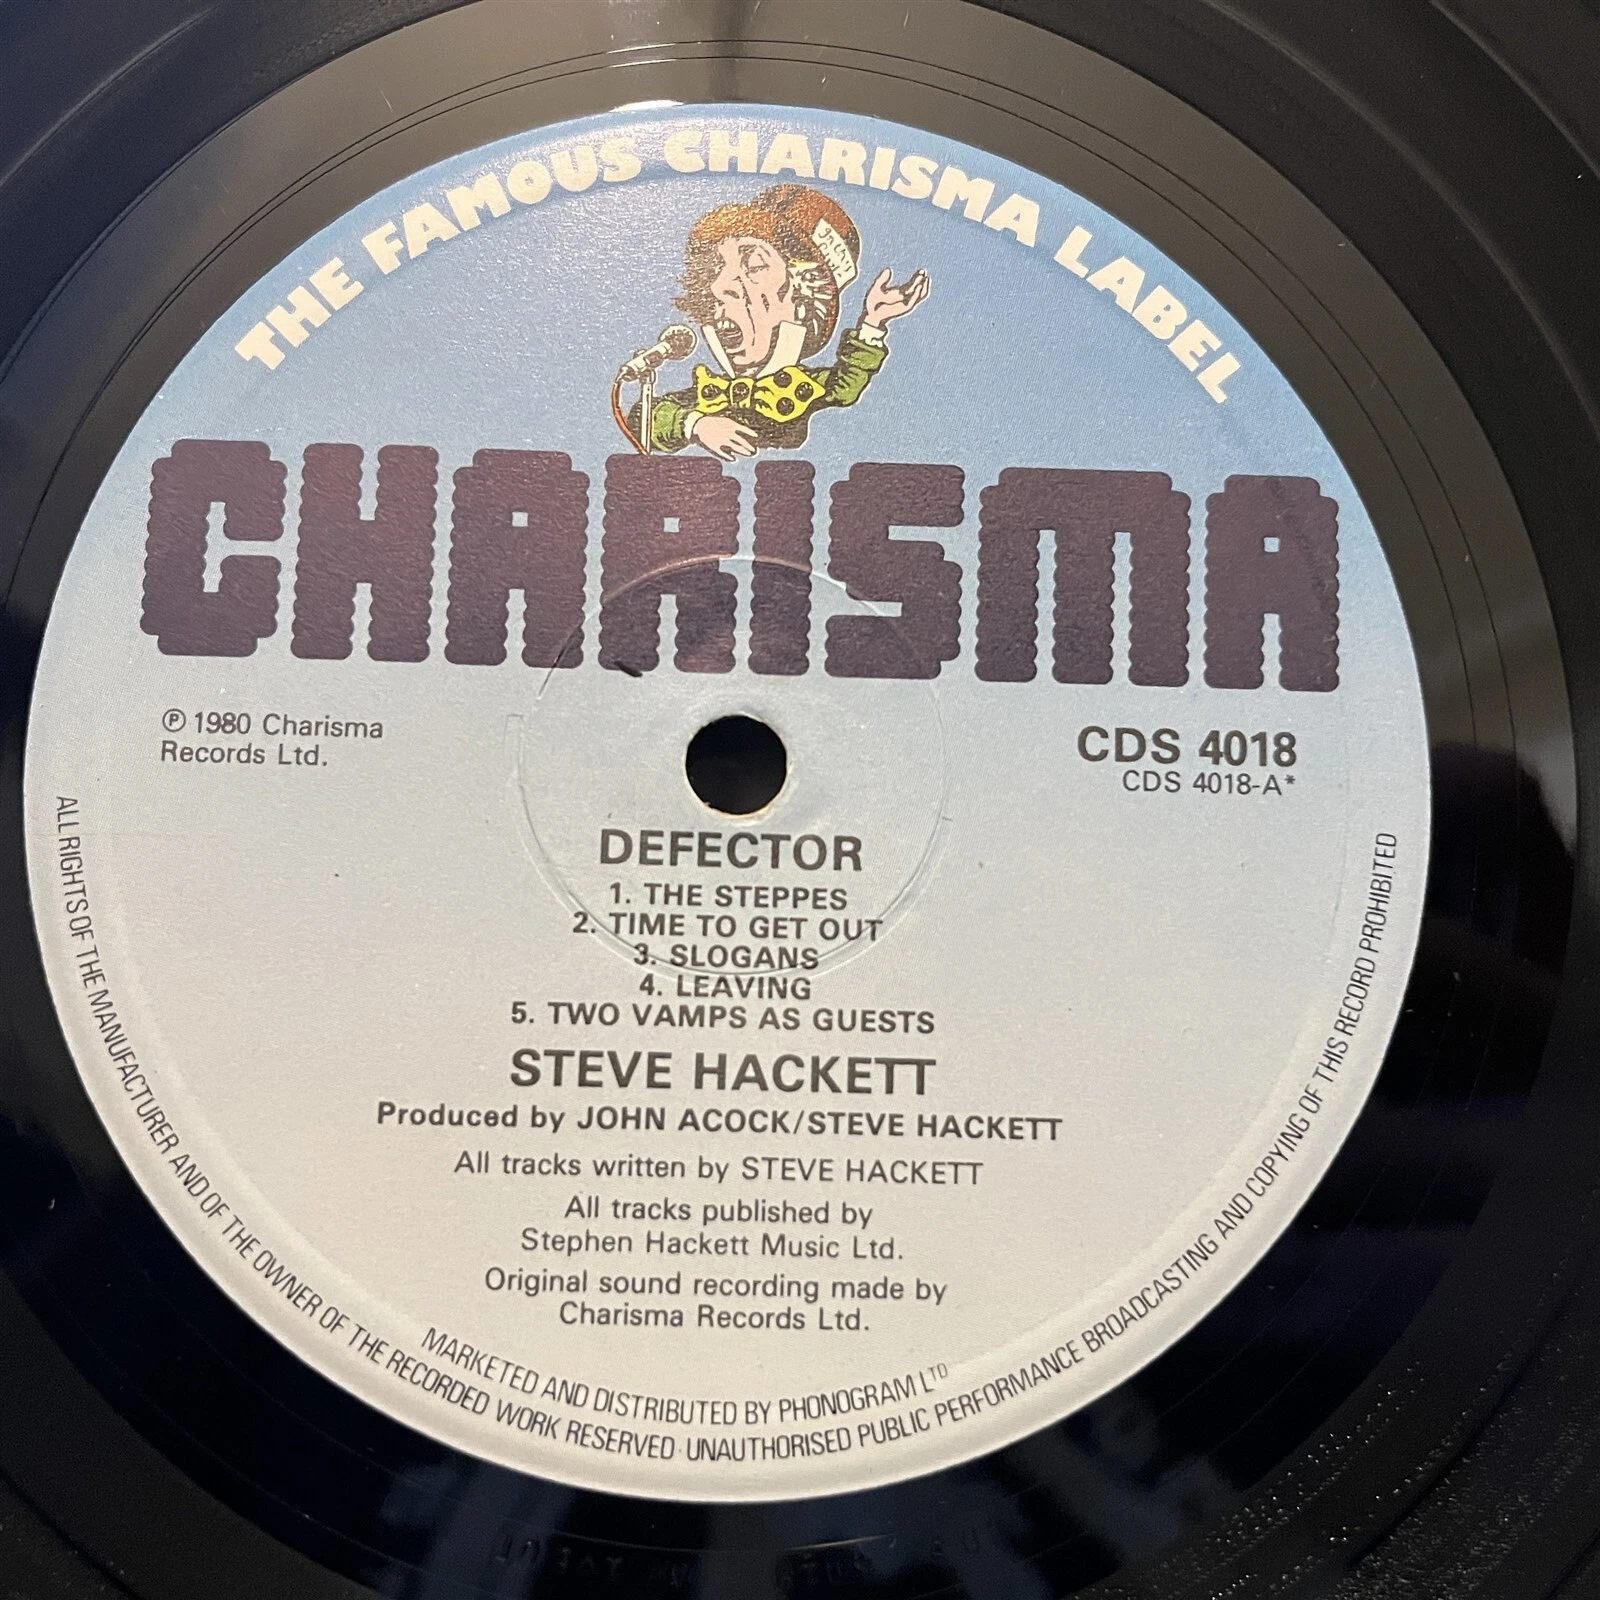 THE FAMOUS CHARISMA LABEL
CHARISMA
℗ 1980 Charisma
Records Ltd.
CDS 4018
CDS 4018-A*
DEFECTOR
1. THE STEPPES
2. TIME TO GET OUT
3. SLOGANS
4. LEAVING
5. TWO VAMPS AS GUESTS
STEVE HACKETT
Produced by JOHN ACOCK/STEVE HACKETT
All tracks written by STEVE HACKETT
All tracks published by
Stephen Hackett Music Ltd.
Original sound recording made by
Charisma Records Ltd.
MARKETED AND DISTRIBUTED BY PHONOGRAM LTD
ALL RIGHTS OF THE MANUFACTURER AND OF THE OWNER OF THE RECORDED WORK RESERVED · UNAUTHORISED PUBLIC PERFORMANCE BROADCASTING AND COPYING OF THIS RECORD PROHIBITED